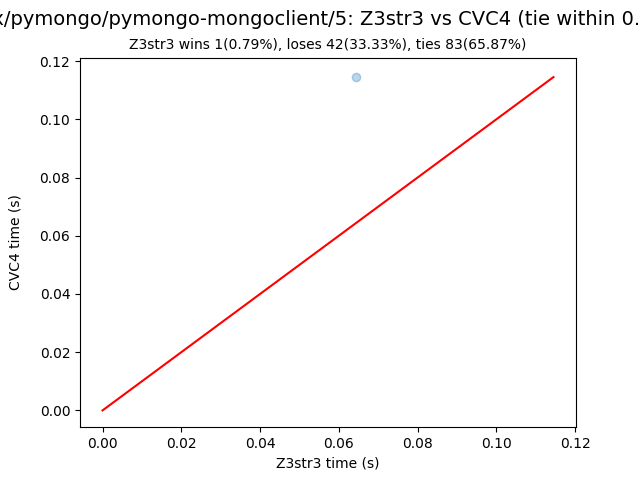 x/pymongo/pymongo-mongoclient/5: Z3str3 vs CVC4 (tie within 0.
Z3str3 wins 1(0.79%), loses 42(33.33%), ties 83(65.87%)
0.12
0.10
0.08
0.06
0.04
0.02
0.00
CVC4 time (s)
0.00 0.02 0.04 0.06 0.08 0.10 0.12
Z3str3 time (s)